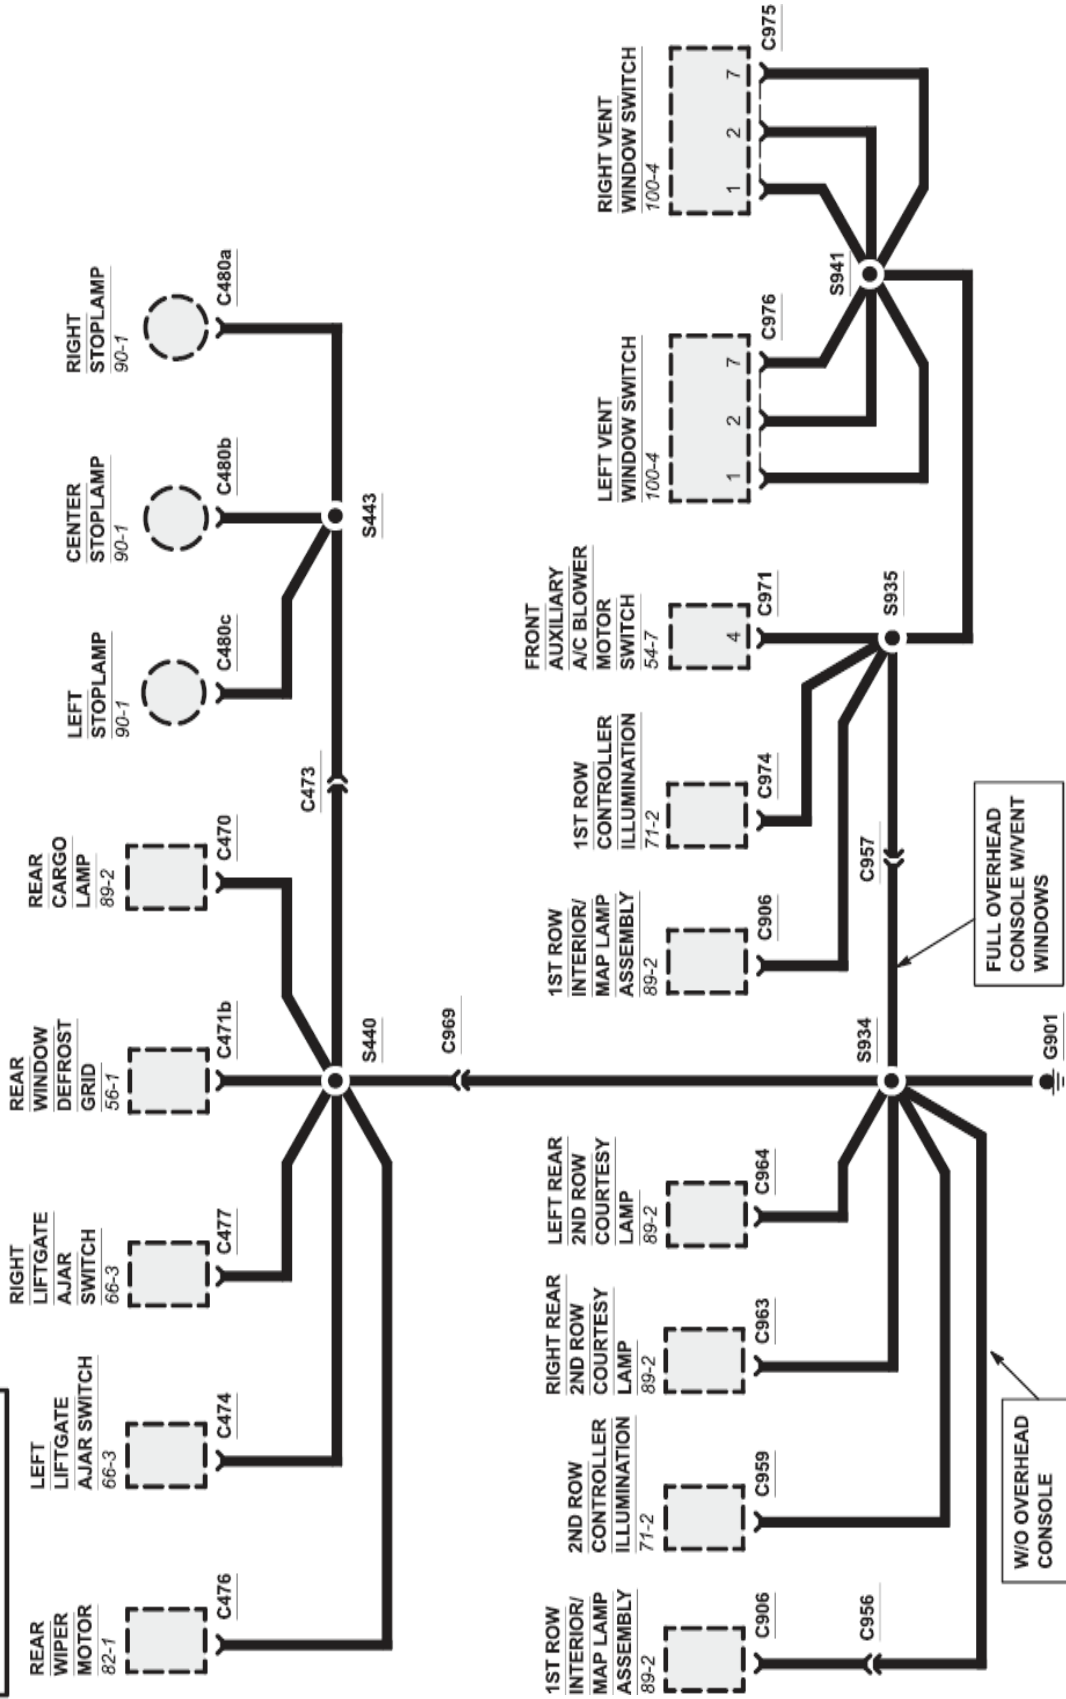 REAR
WIPER
MOTOR
82-1
C476
LEFT
LIFTGATE
AJAR SWITCH
66-3
C474
RIGHT
LIFTGATE
AJAR
SWITCH
66-3
C477
REAR
WINDOW
DEFROST
GRID
56-1
C471b
REAR
CARGO
LAMP
89-2
C470
LEFT
STOPLAMP
90-1
C480c
CENTER
STOPLAMP
90-1
C480b
RIGHT
STOPLAMP
90-1
C480a
C473
S443
S440
C969
1ST ROW
INTERIOR/
MAP LAMP
ASSEMBLY
89-2
C906
C956
2ND ROW
CONTROLLER
ILLUMINATION
71-2
C959
RIGHT REAR
2ND ROW
COURTESY
LAMP
89-2
C963
LEFT REAR
2ND ROW
COURTESY
LAMP
89-2
C964
S934
G901
1ST ROW
INTERIOR/
MAP LAMP
ASSEMBLY
89-2
C906
1ST ROW
CONTROLLER
ILLUMINATION
71-2
C974
FRONT
AUXILIARY
A/C BLOWER
MOTOR
SWITCH
54-7
4
C971
C957
S935
LEFT VENT
WINDOW SWITCH
100-4
1 2 7
C976
RIGHT VENT
WINDOW SWITCH
100-4
1 2 7
C975
S941
W/O OVERHEAD
CONSOLE
FULL OVERHEAD
CONSOLE W/VENT
WINDOWS